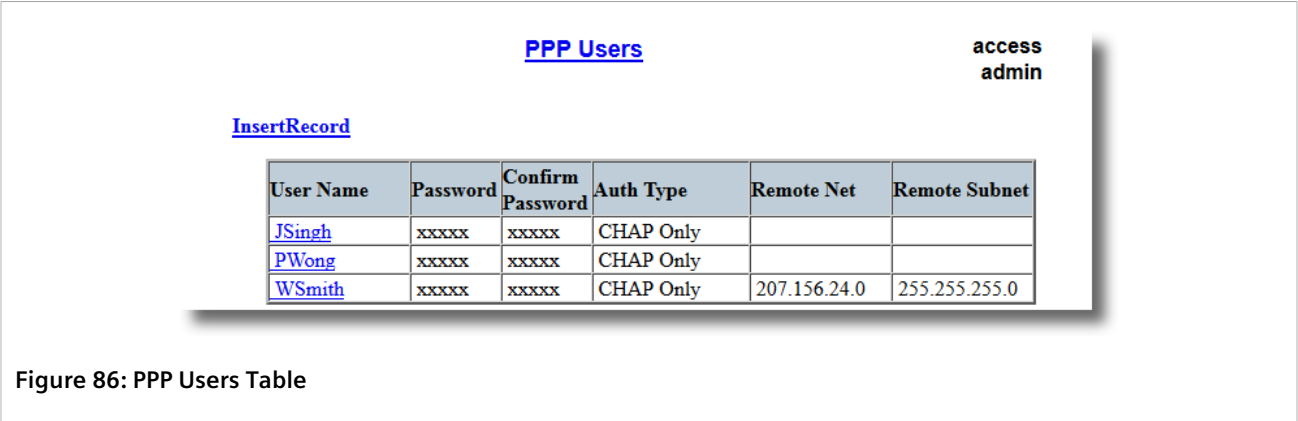 PPP Users
access
admin
InsertRecord
User Name Password Confirm Password Auth Type Remote Net Remote Subnet
JSingh xxxxx xxxxx CHAP Only
PWong xxxxx xxxxx CHAP Only
WSmith xxxxx xxxxx CHAP Only 207.156.24.0 255.255.255.0
Figure 86: PPP Users Table